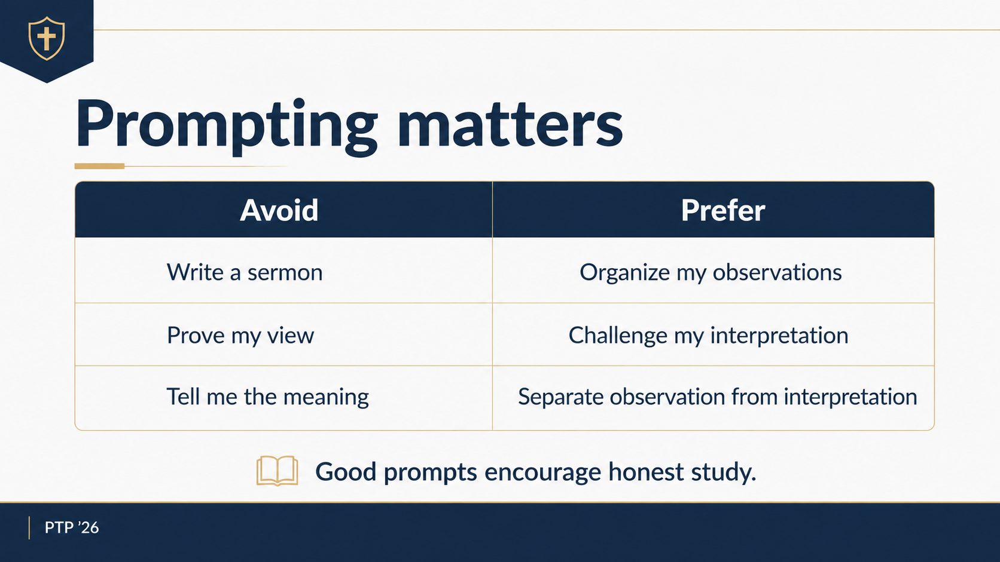 Prompting matters
Avoid
Prefer
Write a sermon
Organize my observations
Prove my view
Challenge my interpretation
Tell me the meaning
Separate observation from interpretation
Good prompts encourage honest study.
PTP ’26